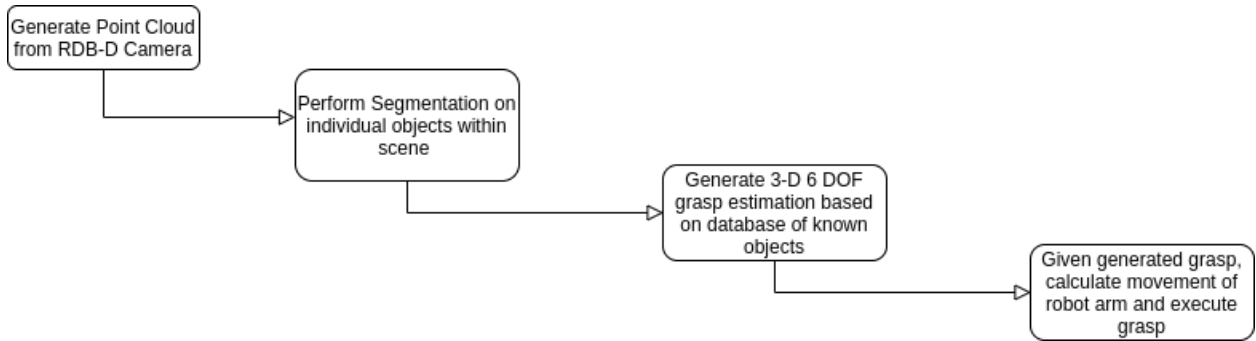 Generate Point Cloud
from RDB-D Camera
Perform Segmentation on
individual objects within
scene
Generate 3-D 6 DOF
grasp estimation based
on database of known
objects
Given generated grasp,
calculate movement of
robot arm and execute
grasp